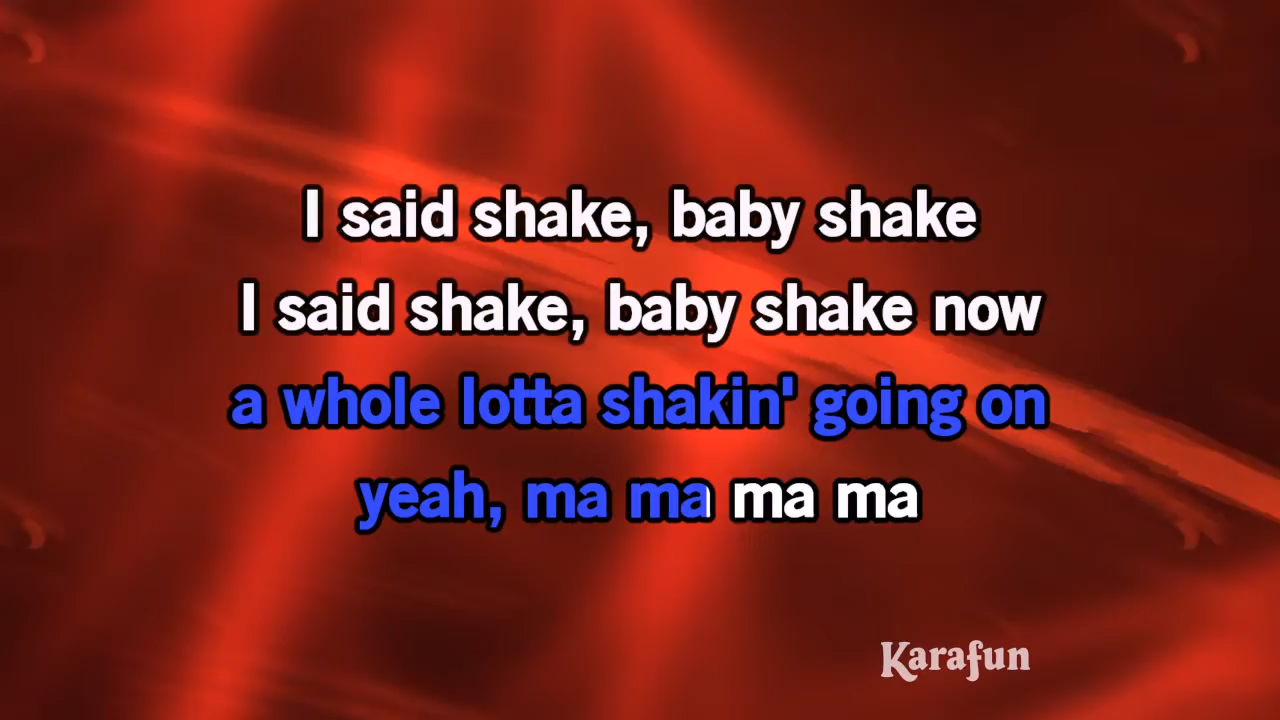 I said shake, baby shake
I said shake, baby shake now
a whole lotta shakin' going on
yeah, ma ma ma ma
Karafun